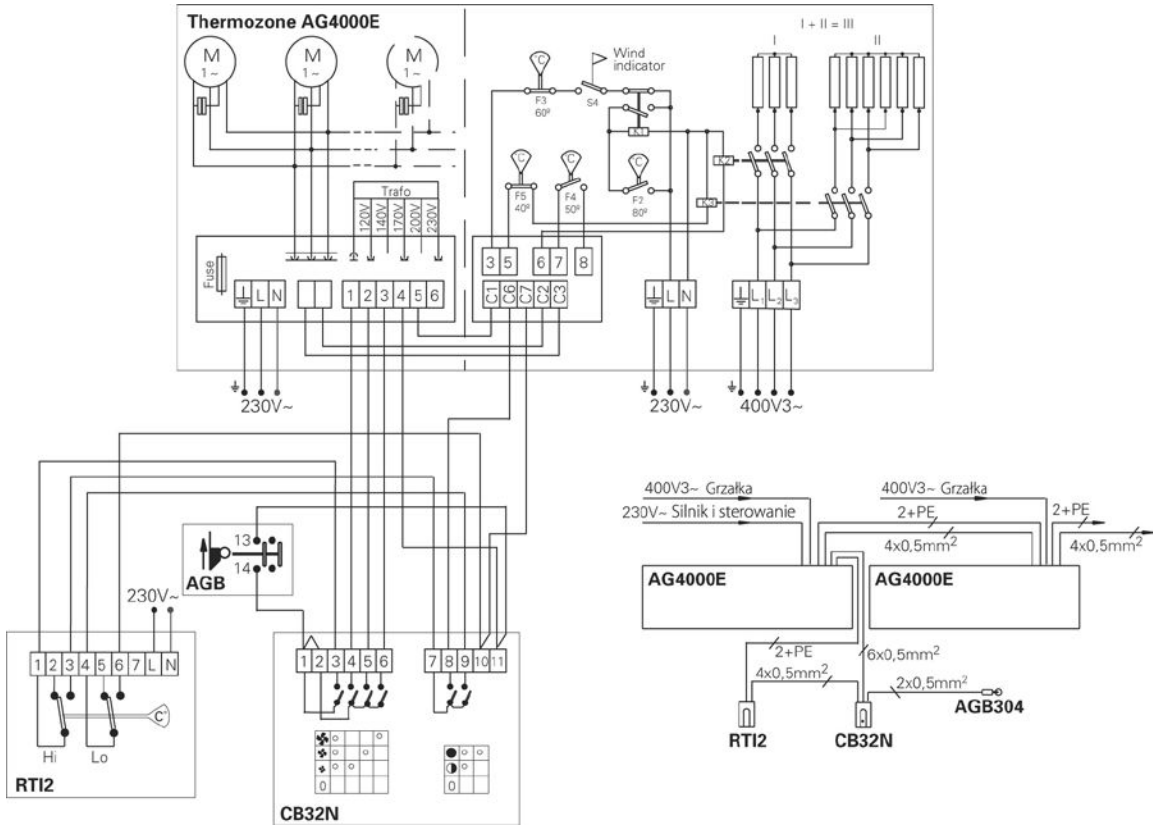 Thermozone AG4000E
I + II = III
I
II
M
1~
M
1~
M
1~
°C
F3
60º
S4
Wind
indicator
K1
K2
K3
°C
F5
40º
°C
F4
50º
°C
F2
80º
Trafo
120V
140V
170V
200V
230V
Fuse
L N
1 2 3 4 5 6
3 5 6 7 8
C1 C6 C7 C2 C3
L N
L1 L2 L3
230V~
230V~
400V3~
13
14
AGB
230V~
1 2 3 4 5 6 7 L N
C°
Hi Lo
RTI2
1 2 3 4 5 6
7 8 9 10 11
0
0
CB32N
400V3~ Grzałka
400V3~ Grzałka
230V~ Silnik i sterowanie
2+PE
2+PE
4x0,5mm²
4x0,5mm²
AG4000E
AG4000E
2+PE
6x0,5mm²
4x0,5mm²
2x0,5mm²
AGB304
RTI2
CB32N